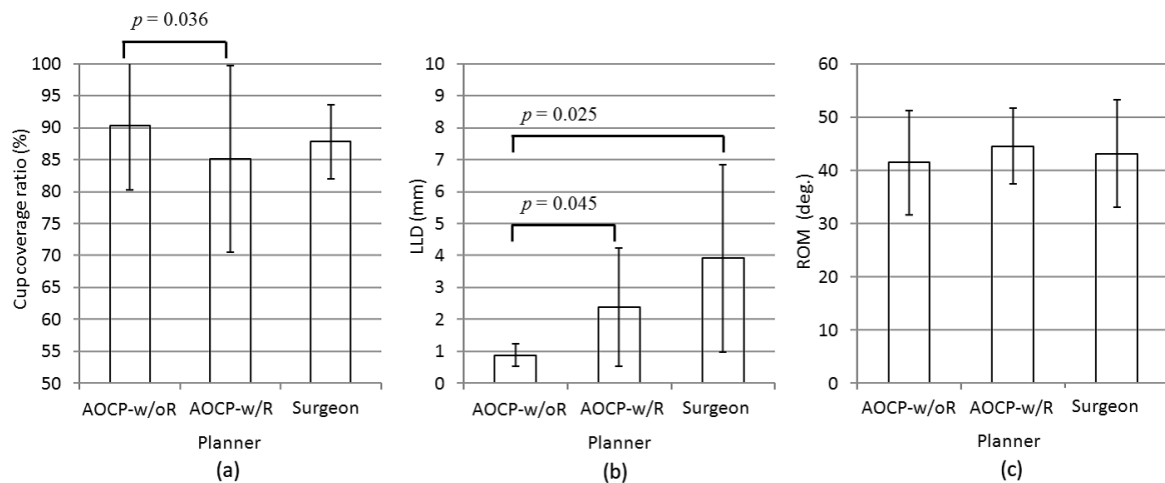 p = 0.036
100
95
90
85
80
75
70
65
60
55
50
Cup coverage ratio (%)
AOCP-w/oR AOCP-w/R Surgeon
Planner
(a)
10
9
8
7
6
5
4
3
2
1
0
LLD (mm)
p = 0.025
p = 0.045
AOCP-w/oR AOCP-w/R Surgeon
Planner
(b)
60
50
40
30
20
10
0
ROM (deg.)
AOCP-w/oR AOCP-w/R Surgeon
Planner
(c)